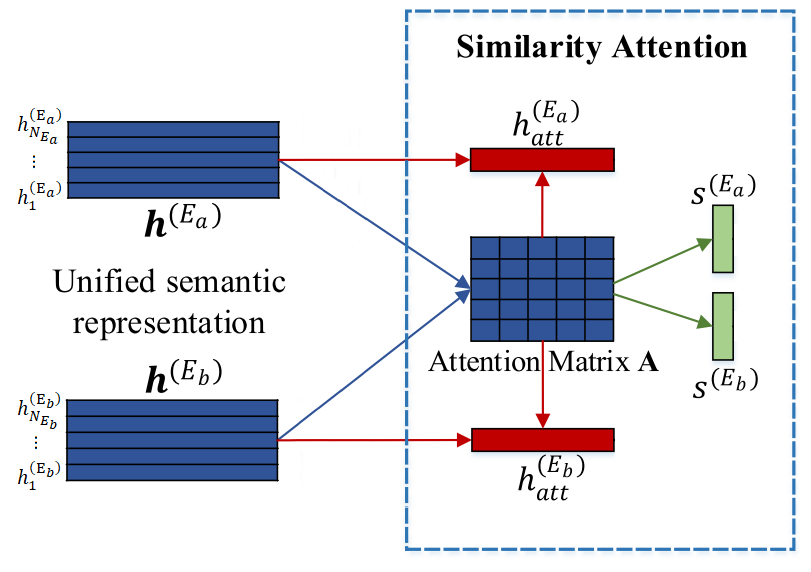 Similarity Attention
h_{N_{E_a}}^{(E_a)}
⋮
h_1^{(E_a)}
h^{(E_a)}
h_{att}^{(E_a)}
s^{(E_a)}
Unified semantic
representation
Attention Matrix A
h^{(E_b)}
s^{(E_b)}
h_{N_{E_b}}^{(E_b)}
⋮
h_1^{(E_b)}
h_{att}^{(E_b)}